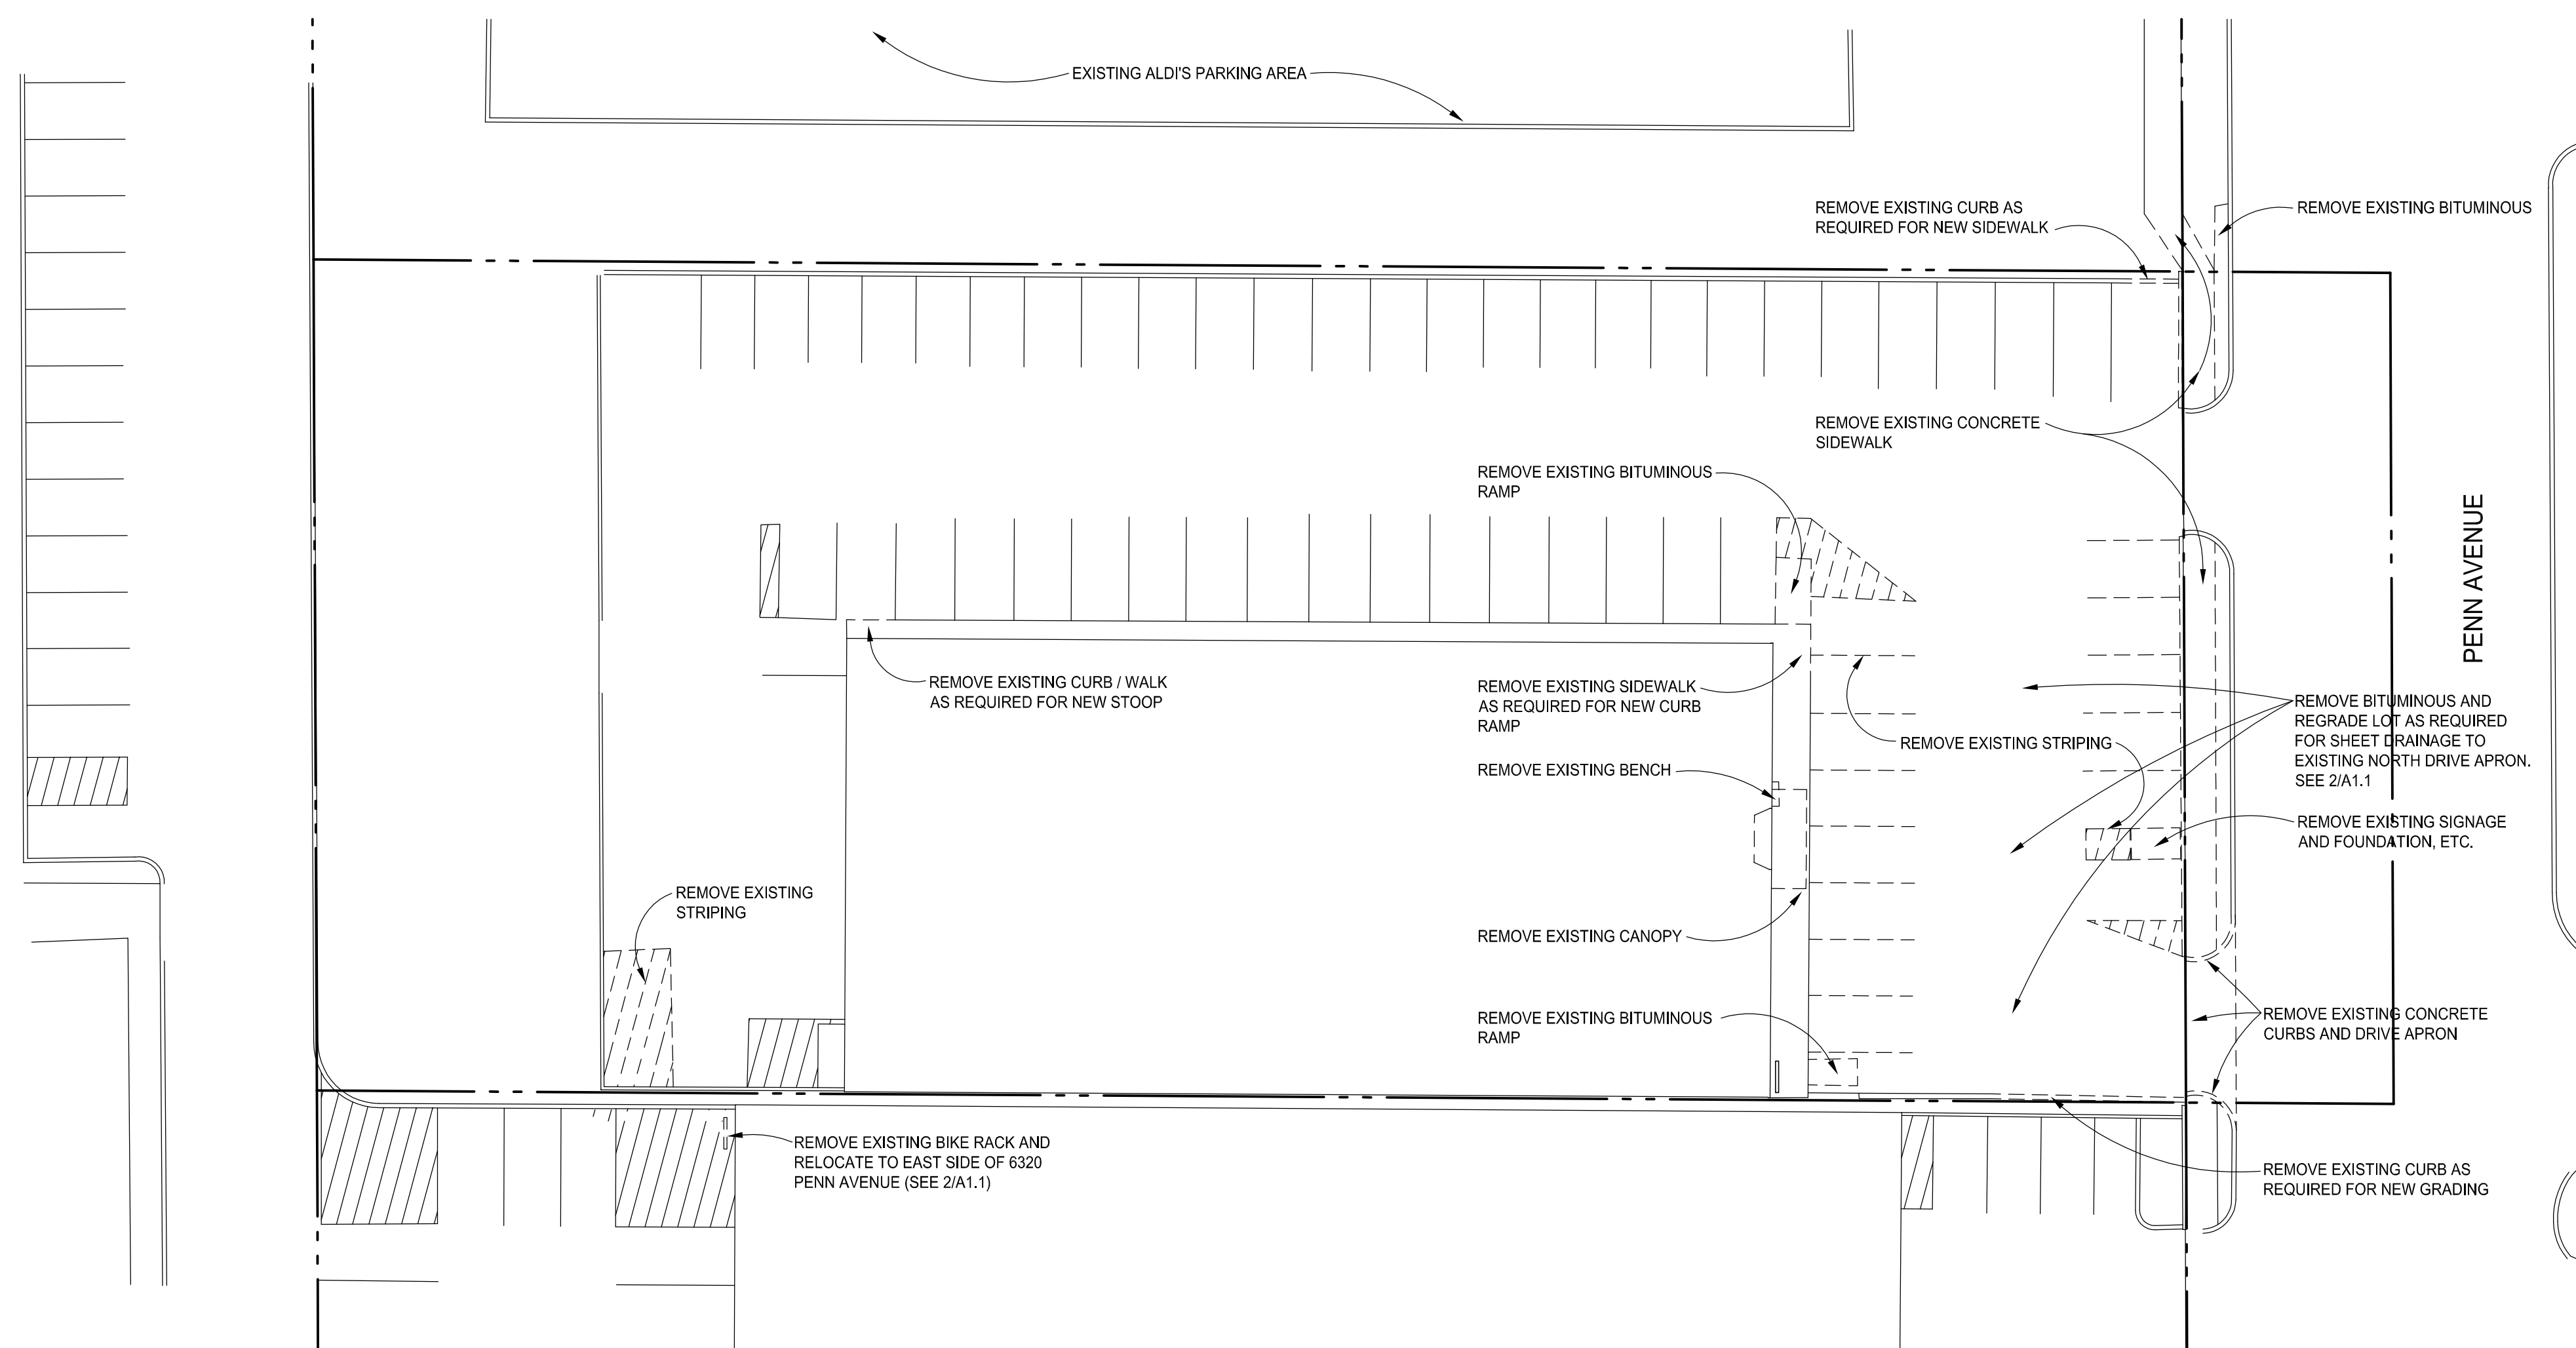 EXISTING ALDI'S PARKING AREA
REMOVE EXISTING CURB AS
REQUIRED FOR NEW SIDEWALK
REMOVE EXISTING BITUMINOUS
REMOVE EXISTING CONCRETE
SIDEWALK
REMOVE EXISTING BITUMINOUS
RAMP
PENN AVENUE
REMOVE EXISTING CURB / WALK
AS REQUIRED FOR NEW STOOP
REMOVE EXISTING SIDEWALK
AS REQUIRED FOR NEW CURB
RAMP
REMOVE EXISTING STRIPING
REMOVE BITUMINOUS AND
REGRADE LOT AS REQUIRED
FOR SHEET DRAINAGE TO
EXISTING NORTH DRIVE APRON.
SEE 2/A1.1
REMOVE EXISTING BENCH
REMOVE EXISTING SIGNAGE
AND FOUNDATION, ETC.
REMOVE EXISTING
STRIPING
REMOVE EXISTING CANOPY
REMOVE EXISTING BITUMINOUS
RAMP
REMOVE EXISTING CONCRETE
CURBS AND DRIVE APRON
REMOVE EXISTING BIKE RACK AND
RELOCATE TO EAST SIDE OF 6320
PENN AVENUE (SEE 2/A1.1)
REMOVE EXISTING CURB AS
REQUIRED FOR NEW GRADING